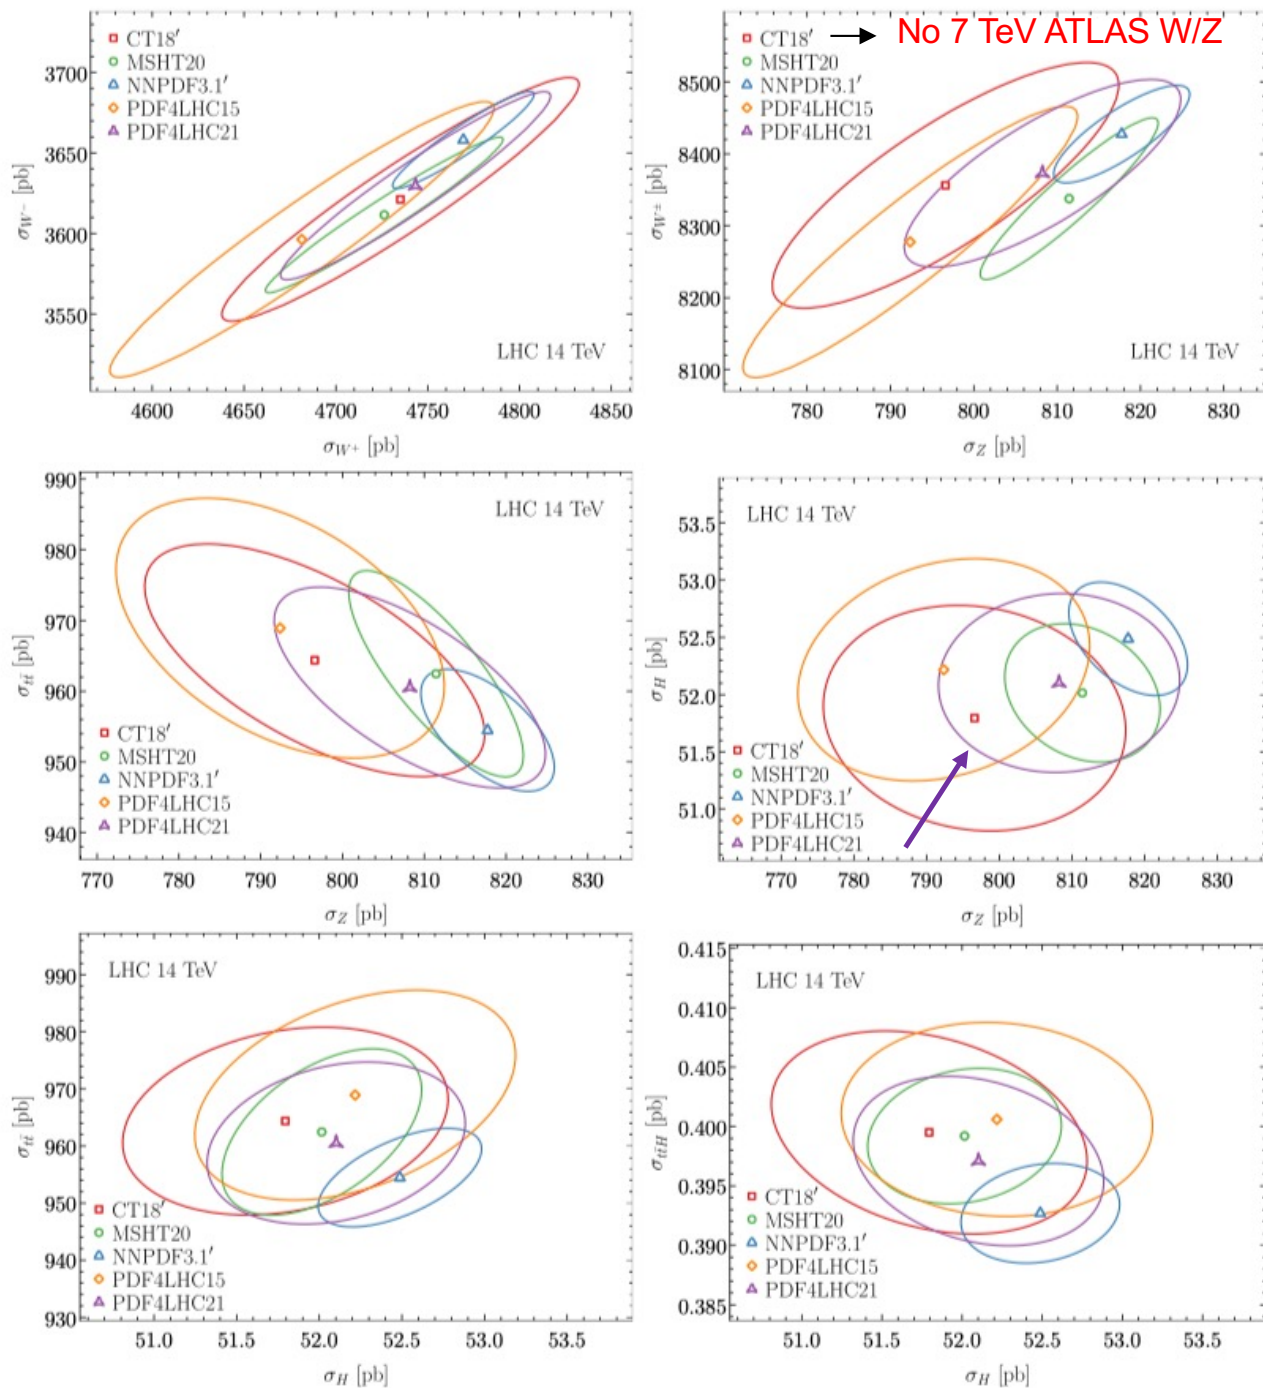 CT18′ → No 7 TeV ATLAS W/Z
MSHT20
NNPDF3.1′
PDF4LHC15
PDF4LHC21
3700
3650
3600
3550
σW− [pb]
LHC 14 TeV
4600 4650 4700 4750 4800 4850
σW+ [pb]
CT18′
MSHT20
NNPDF3.1′
PDF4LHC15
PDF4LHC21
8500
8400
8300
8200
8100
σW± [pb]
LHC 14 TeV
780 790 800 810 820 830
σZ [pb]
990
980
970
960
950
940
σtt̄ [pb]
LHC 14 TeV
CT18′
MSHT20
NNPDF3.1′
PDF4LHC15
PDF4LHC21
770 780 790 800 810 820 830
σZ [pb]
53.5
53.0
52.5
52.0
51.5
51.0
σH [pb]
LHC 14 TeV
CT18′
MSHT20
NNPDF3.1′
PDF4LHC15
PDF4LHC21
770 780 790 800 810 820 830
σZ [pb]
990
980
970
960
950
940
930
σtt̄ [pb]
LHC 14 TeV
CT18′
MSHT20
NNPDF3.1′
PDF4LHC15
PDF4LHC21
51.0 51.5 52.0 52.5 53.0 53.5
σH [pb]
0.415
0.410
0.405
0.400
0.395
0.390
0.385
σtt̄H [pb]
LHC 14 TeV
CT18′
MSHT20
NNPDF3.1′
PDF4LHC15
PDF4LHC21
51.0 51.5 52.0 52.5 53.0 53.5
σH [pb]